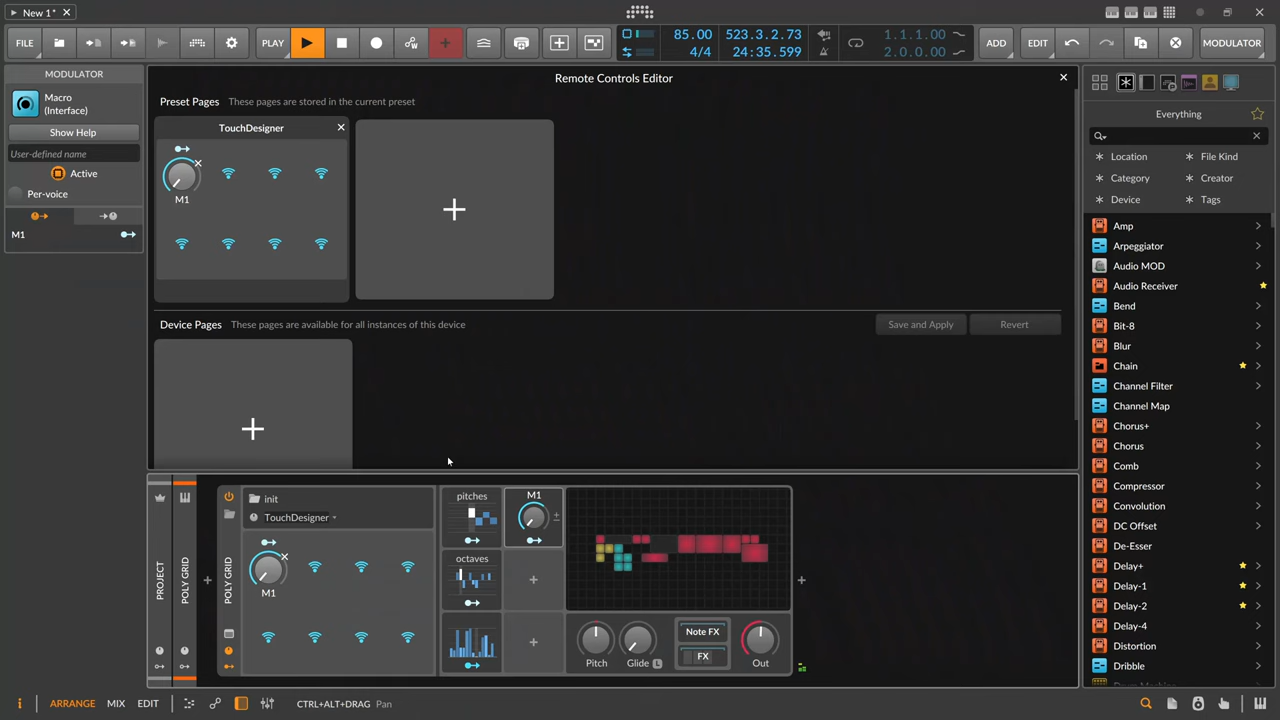 New 1*
FILE
PLAY
85.00
4/4
523.3.2.73
24:35.599
1.1.1.00
2.0.0.00
ADD
EDIT
MODULATOR
MODULATOR
Macro
(Interface)
Show Help
User-defined name
Active
Per-voice
M1
Remote Controls Editor
Preset Pages These pages are stored in the current preset
TouchDesigner
M1
Device Pages These pages are available for all instances of this device
Save and Apply
Revert
PROJECT
POLY GRID
POLY GRID
init
TouchDesigner
M1
pitches
octaves
M1
Pitch
Glide L
Note FX
FX
Out
Everything
Location
File Kind
Category
Creator
Device
Tags
Amp
Arpeggiator
Audio MOD
Audio Receiver
Bend
Bit-8
Blur
Chain
Channel Filter
Channel Map
Chorus+
Chorus
Comb
Compressor
Convolution
DC Offset
De-Esser
Delay+
Delay-1
Delay-2
Delay-4
Distortion
Dribble
i
ARRANGE
MIX
EDIT
CTRL+ALT+DRAG Pan